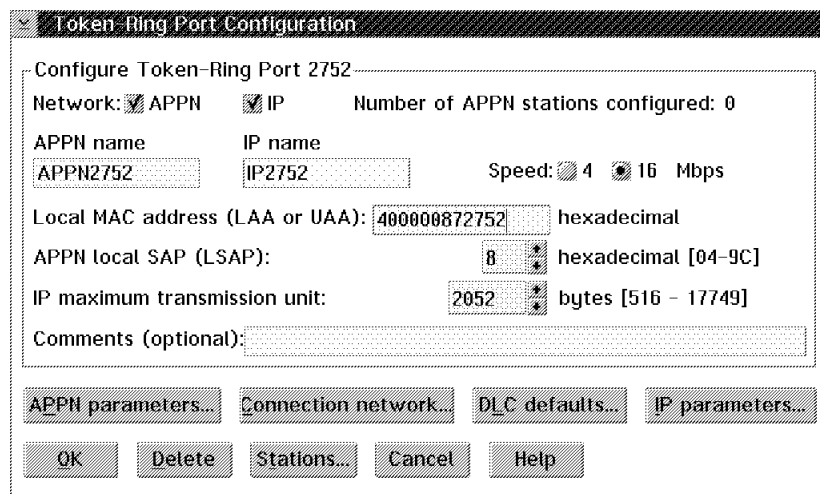 Token-Ring Port Configuration
Configure Token-Ring Port 2752
Network: APPN IP Number of APPN stations configured: 0
APPN name IP name
APPN2752 IP2752 Speed: 4 16 Mbps
Local MAC address (LAA or UAA): 400000872752 hexadecimal
APPN local SAP (LSAP): 8 hexadecimal [04-9C]
IP maximum transmission unit: 2052 bytes [516 - 17749]
Comments (optional):
APPN parameters... Connection network... DLC defaults... IP parameters...
OK Delete Stations... Cancel Help